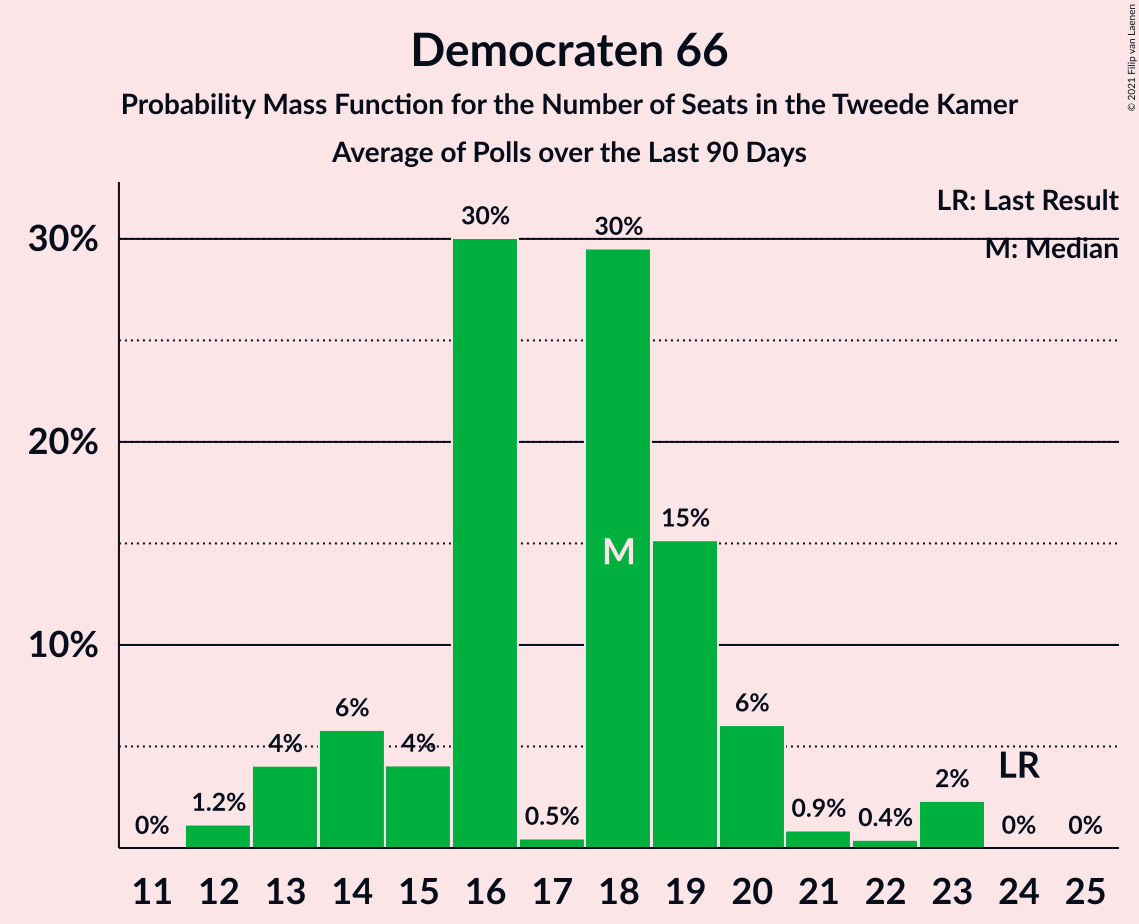 Democraten 66
Probability Mass Function for the Number of Seats in the Tweede Kamer
Average of Polls over the Last 90 Days
© 2021 Filip van Laenen
LR: Last Result
M: Median
30%
20%
10%
0%
1.2%
4%
6%
4%
30%
0.5%
30%
M
15%
6%
0.9%
0.4%
2%
LR
0%
0%
11 12 13 14 15 16 17 18 19 20 21 22 23 24 25